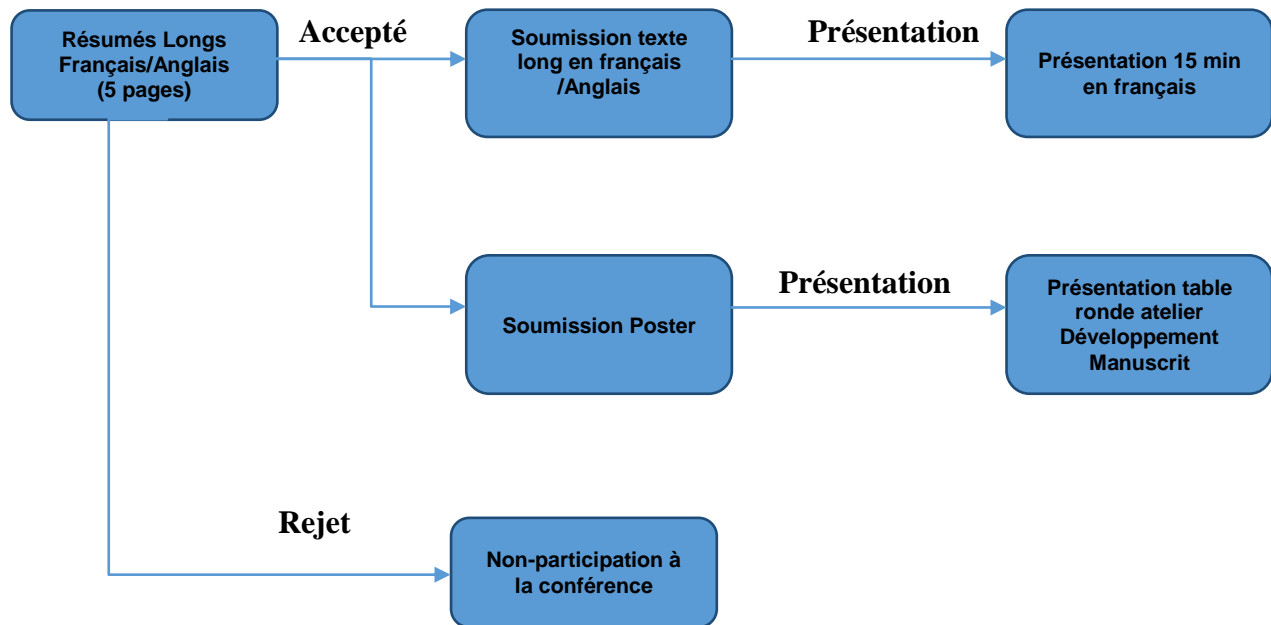 Résumés Longs
Français/Anglais
(5 pages)
Accepté
Soumission texte
long en français
/Anglais
Présentation
Présentation 15 min
en français
Soumission Poster
Présentation
Présentation table
ronde atelier
Développement
Manuscrit
Rejet
Non-participation à
la conférence